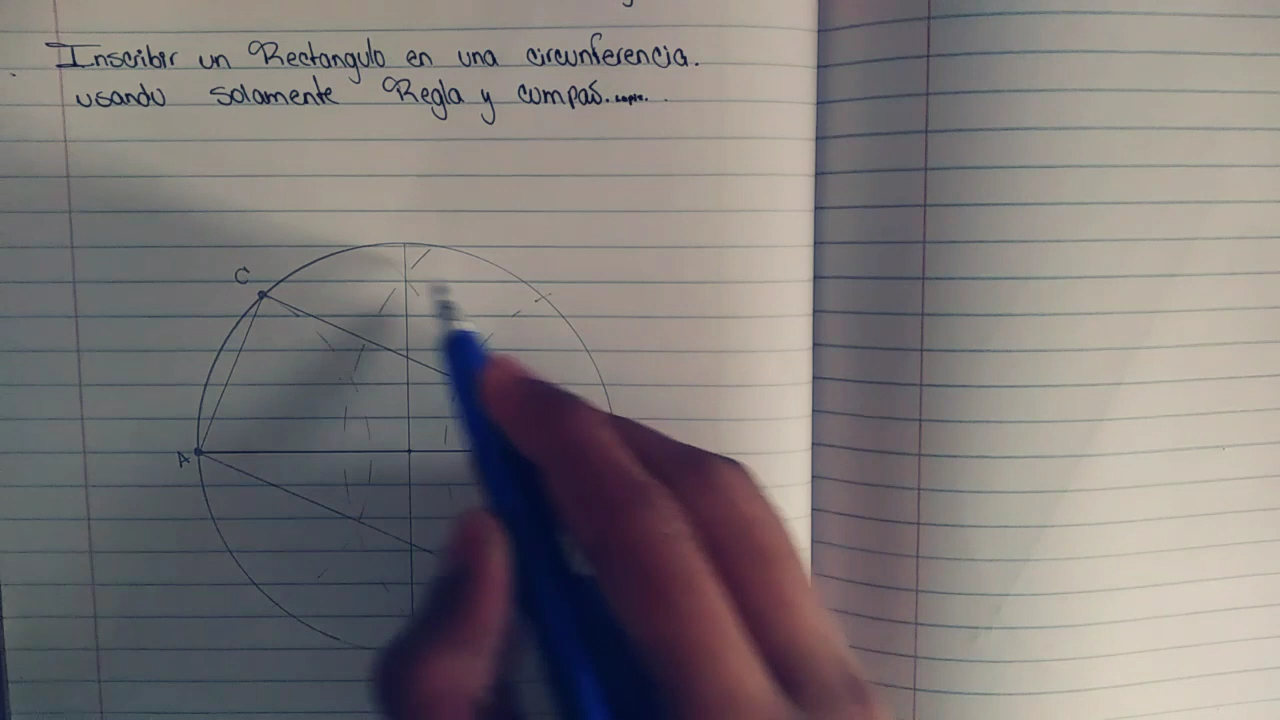 Inscribir un Rectangulo en una circunferencia.
usando solamente Regla y compas.
C
A